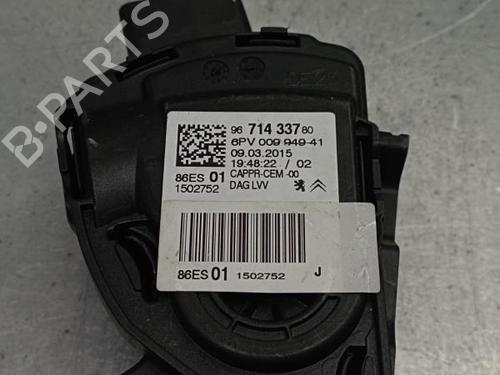 96 714 337 80
6PV 009 949-41
09.03.2015
19:48:22 / 02
86ES 01 CAPPR-CEM -00
1502752 DAG LVV
86ES 01 1502752 J
B-Parts